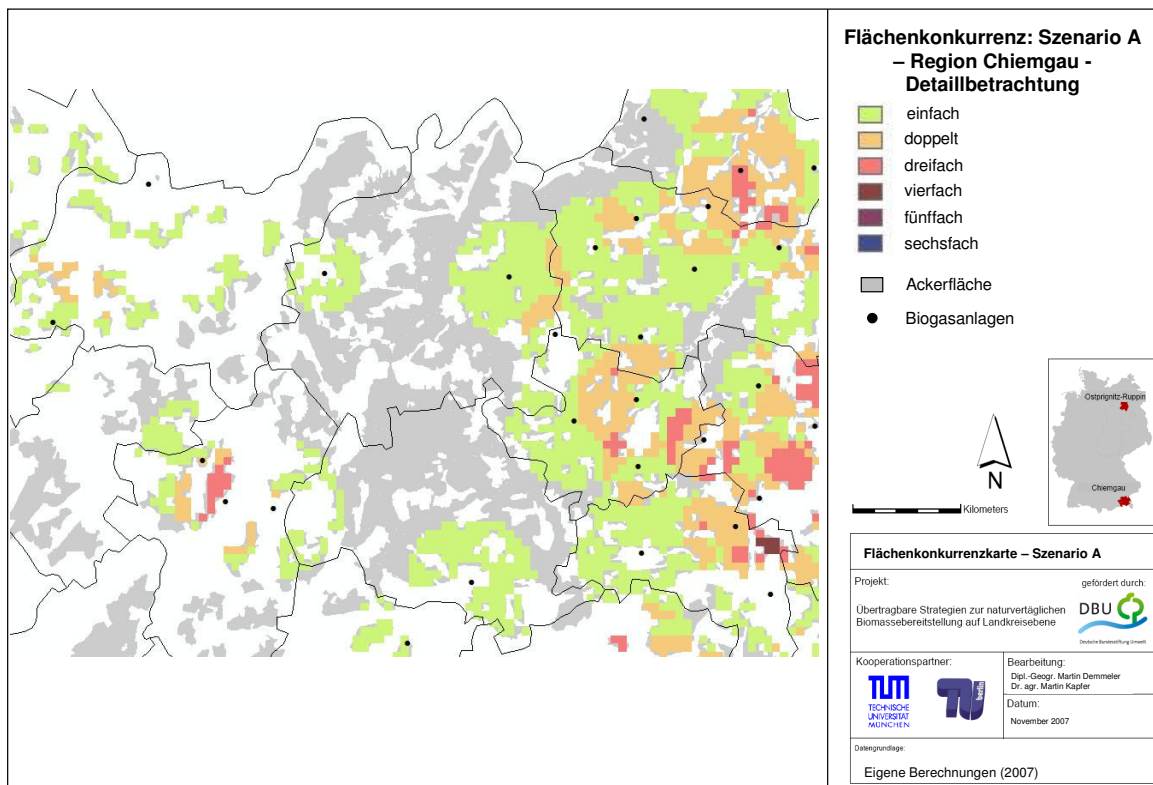 Flächenkonkurrenz: Szenario A
– Region Chiemgau -
Detaillbetrachtung
einfach
doppelt
dreifach
vierfach
fünffach
sechsfach
Ackerfläche
Biogasanlagen
Ostprignitz-Ruppin
Chiemgau
N
Kilometers
Flächenkonkurrenzkarte – Szenario A
Projekt:
gefördert durch:
Übertragbare Strategien zur naturverträglichen
Biomassebereitstellung auf Landkreisebene
DBU
Deutsche Bundesstiftung Umwelt
Kooperationspartner:
TUM
TECHNISCHE
UNIVERSITÄT
MÜNCHEN
TU berlin
Bearbeitung:
Dipl.-Geogr. Martin Demmeler
Dr. agr. Martin Kapfer
Datum:
November 2007
Datengrundlage:
Eigene Berechnungen (2007)